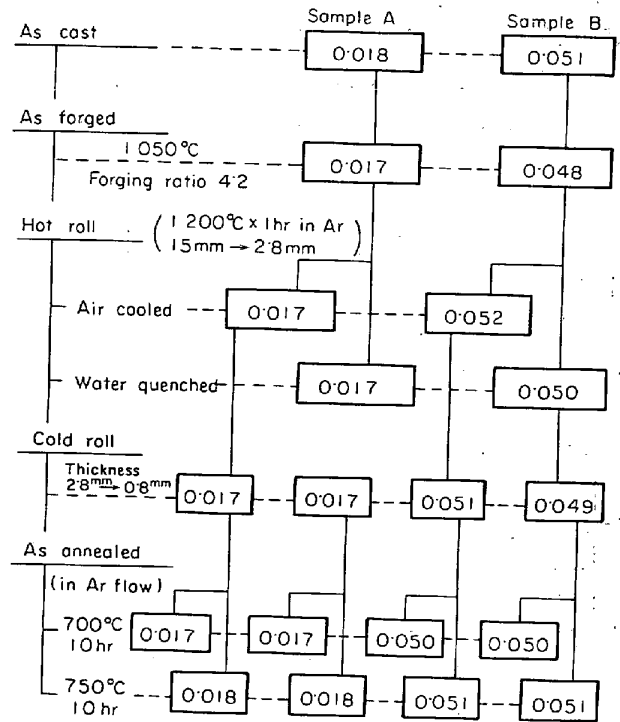 Sample A
Sample B
As cast
0·018
0·051
As forged
1 050°C
Forging ratio 4·2
0·017
0·048
Hot roll
(1 200°C × 1hr in Ar
15mm → 2·8mm)
Air cooled
0·017
0·052
Water quenched
0·017
0·050
Cold roll
Thickness
2·8mm → 0·8mm
0·017
0·017
0·051
0·049
As annealed
(in Ar flow)
700°C
10hr
0·017
0·017
0·050
0·050
750°C
10hr
0·018
0·018
0·051
0·051